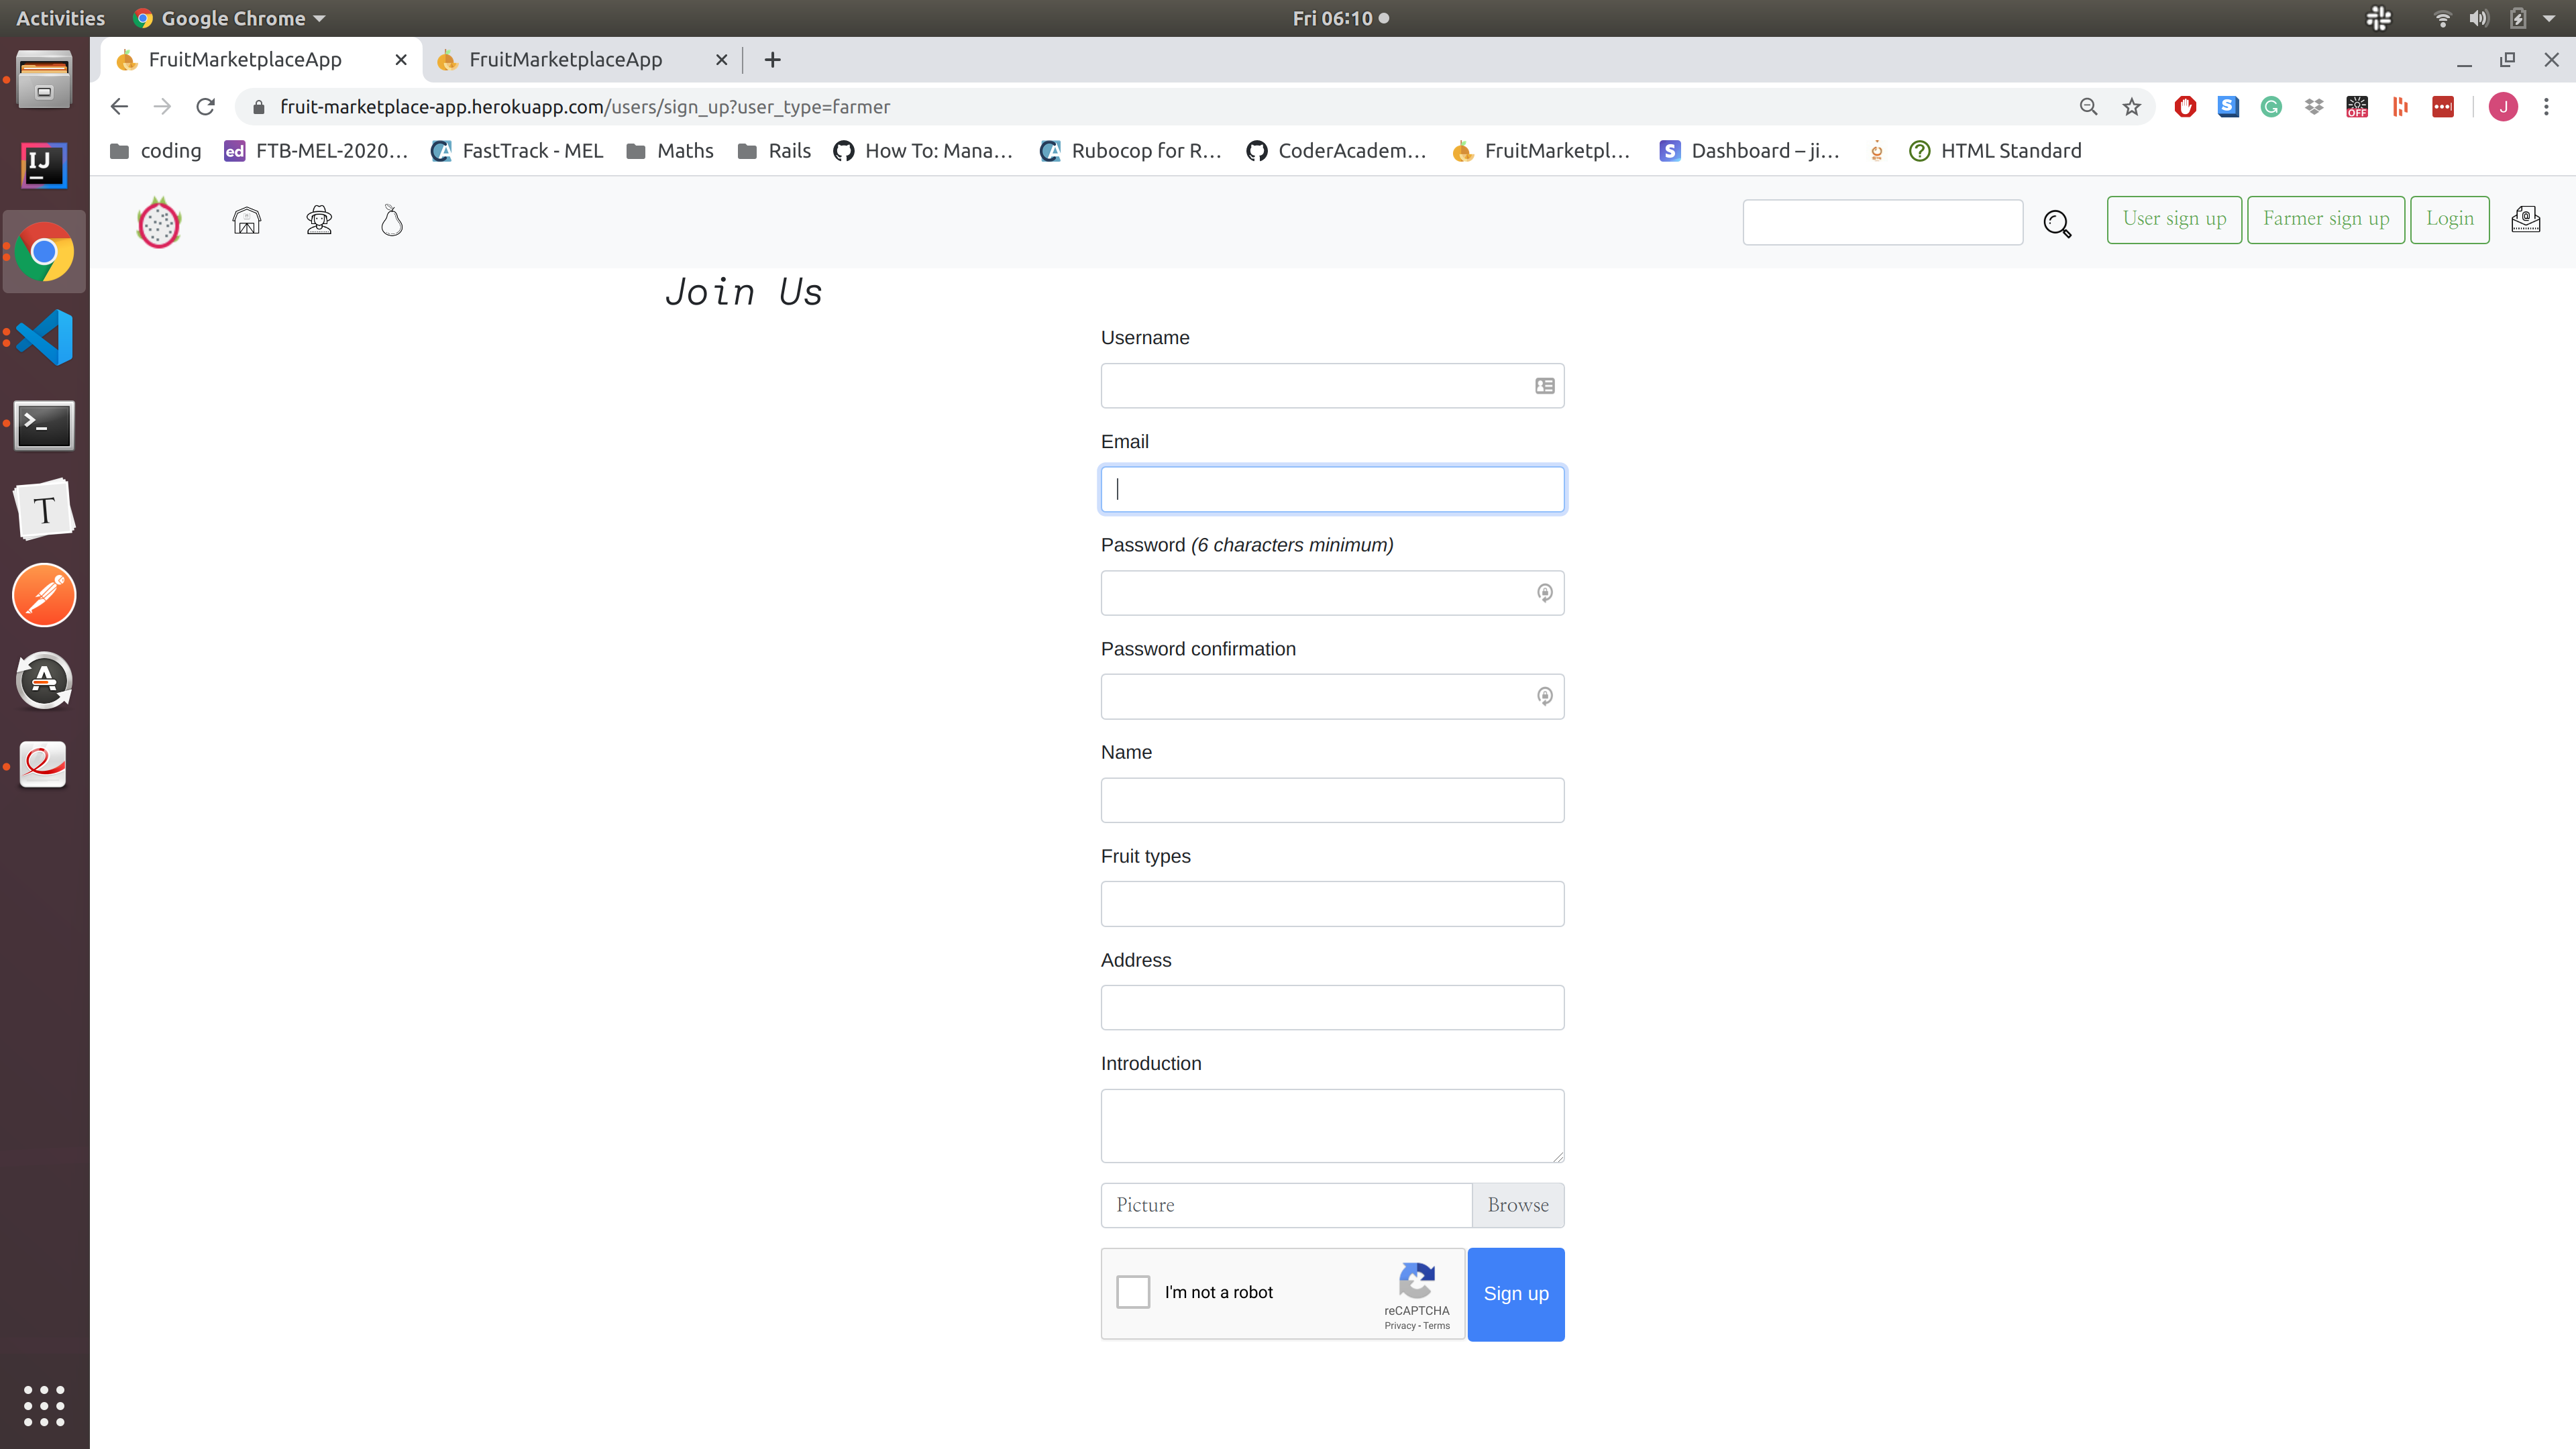 Activities Google Chrome Fri 06:10
FruitMarketplaceApp FruitMarketplaceApp
fruit-marketplace-app.herokuapp.com/users/sign_up?user_type=farmer S G OFF J
coding ed FTB-MEL-2020... FastTrack - MEL Maths Rails How To: Mana... Rubocop for R... CoderAcadem... FruitMarketpl... S Dashboard – ji... HTML Standard
User sign up Farmer sign up Login
Join Us
Username
Email
Password (6 characters minimum)
Password confirmation
Name
Fruit types
Address
Introduction
Picture Browse
I'm not a robot
reCAPTCHA
Privacy - Terms
Sign up
IJ
>_
T
A